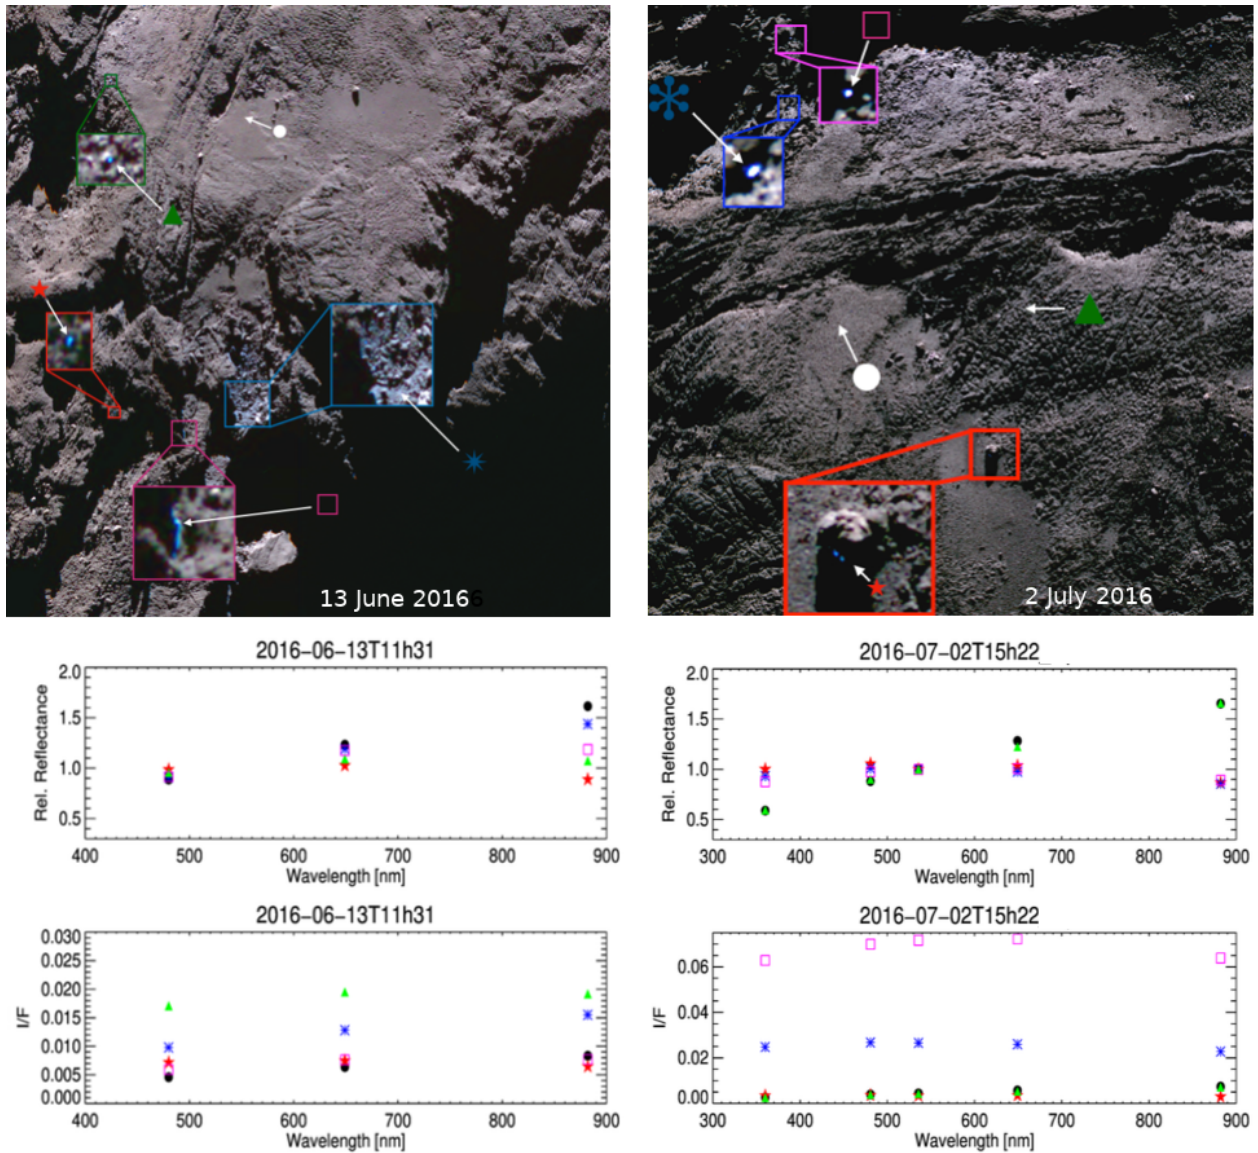 13 June 20166
2 July 2016
2016-06-13T11h31
2.0
1.5
1.0
0.5
Rel. Reflectance
400 500 600 700 800 900
Wavelength [nm]
2016-07-02T15h22
2.0
1.5
1.0
0.5
Rel. Reflectance
300 400 500 600 700 800 900
Wavelength [nm]
2016-06-13T11h31
0.030
0.025
0.020
0.015
0.010
0.005
0.000
I/F
400 500 600 700 800 900
Wavelength [nm]
2016-07-02T15h22
0.06
0.04
0.02
0.00
I/F
300 400 500 600 700 800 900
Wavelength [nm]